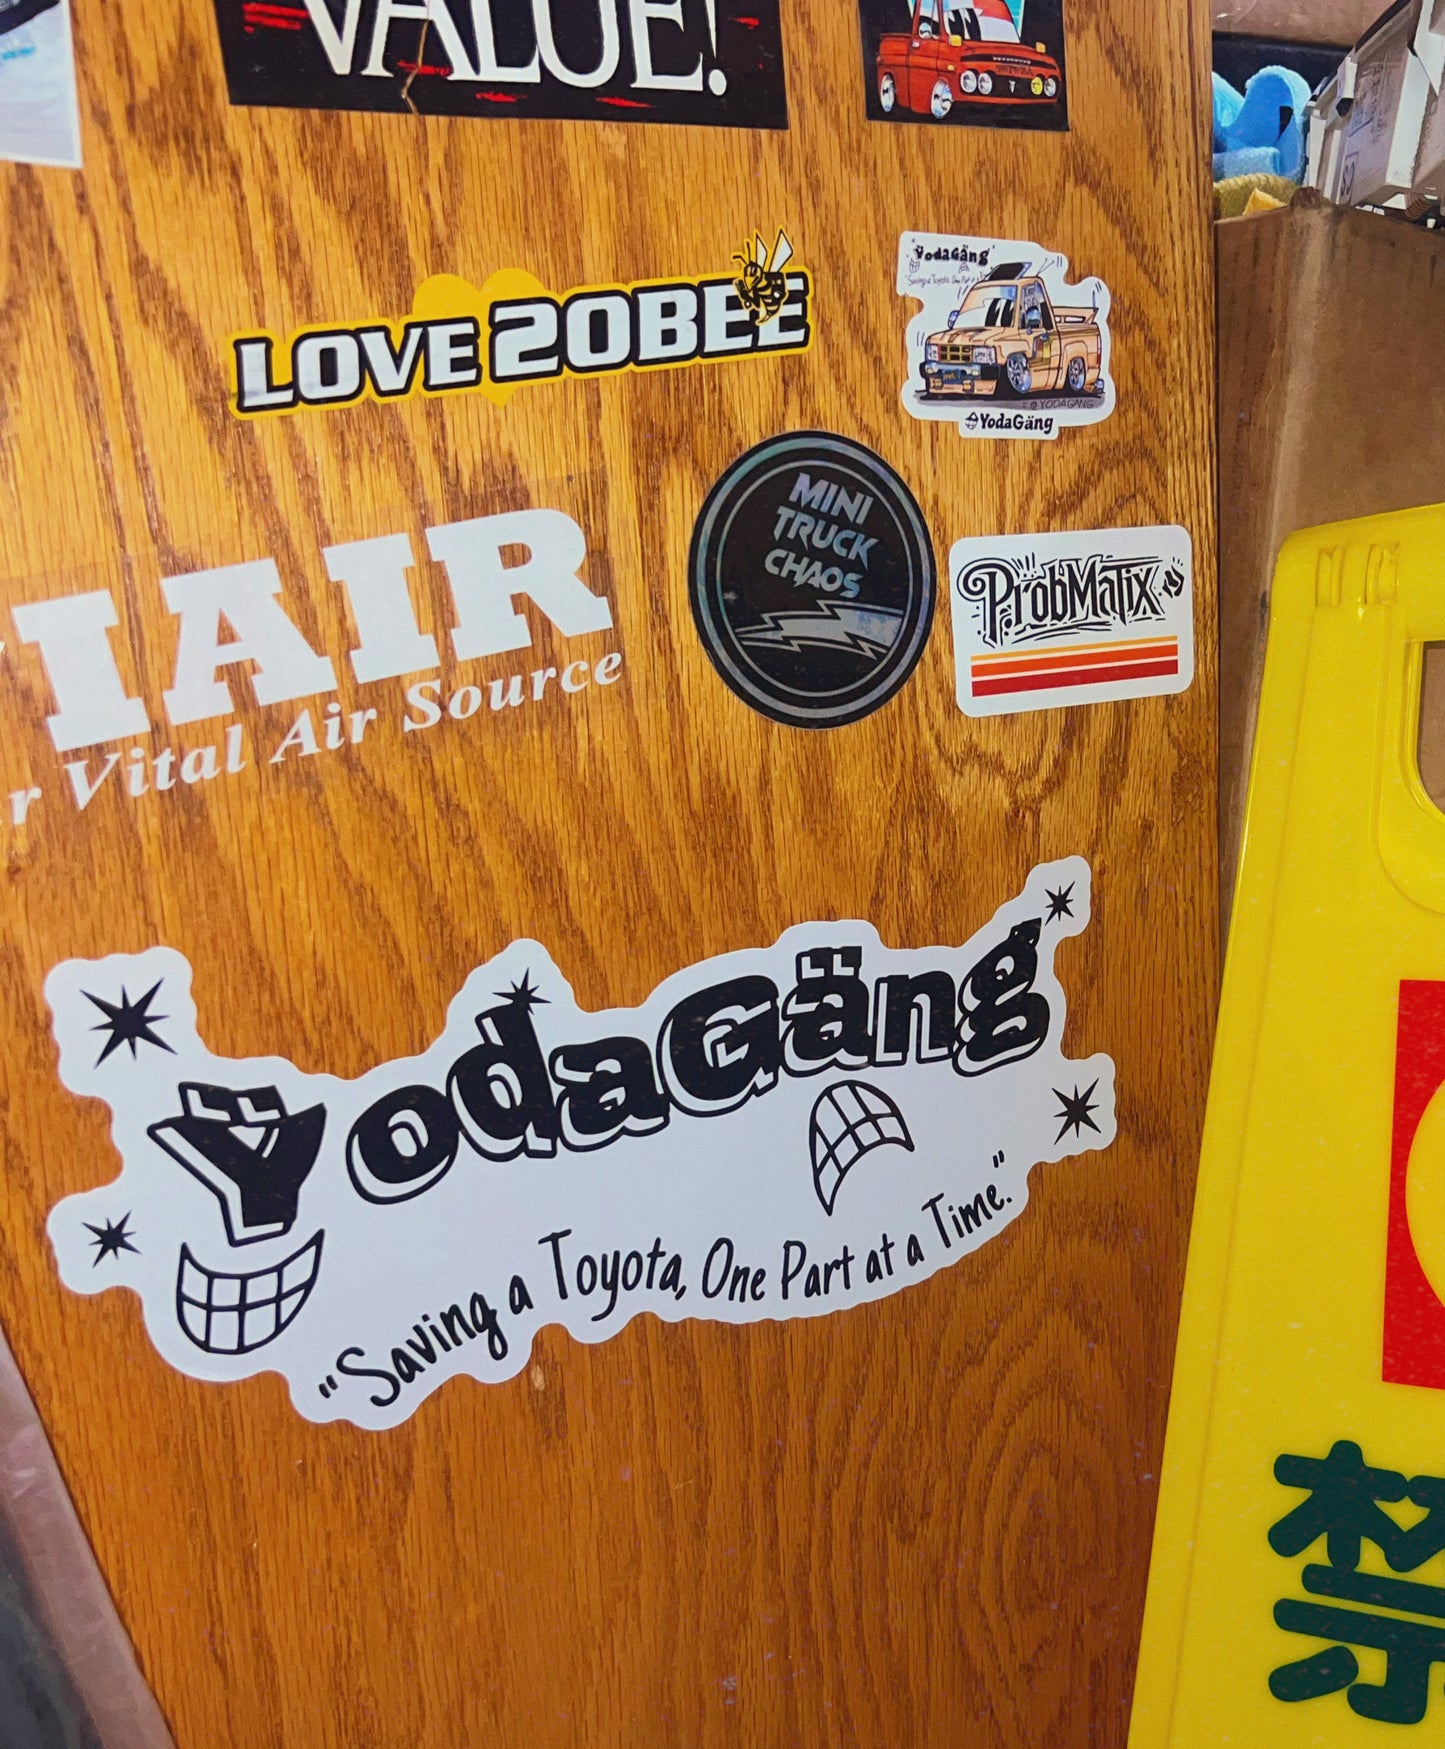 VALUE!
LOVE 20BEE
YodaGäng
"Saving a Toyota, One Part at a
@YODAGANG
YodaGäng
MINI
TRUCK
CHAOS
IAIR
r Vital Air Source
ProbMatix
YodaGäng
"Saving a Toyota, One Part at a Time."
禁